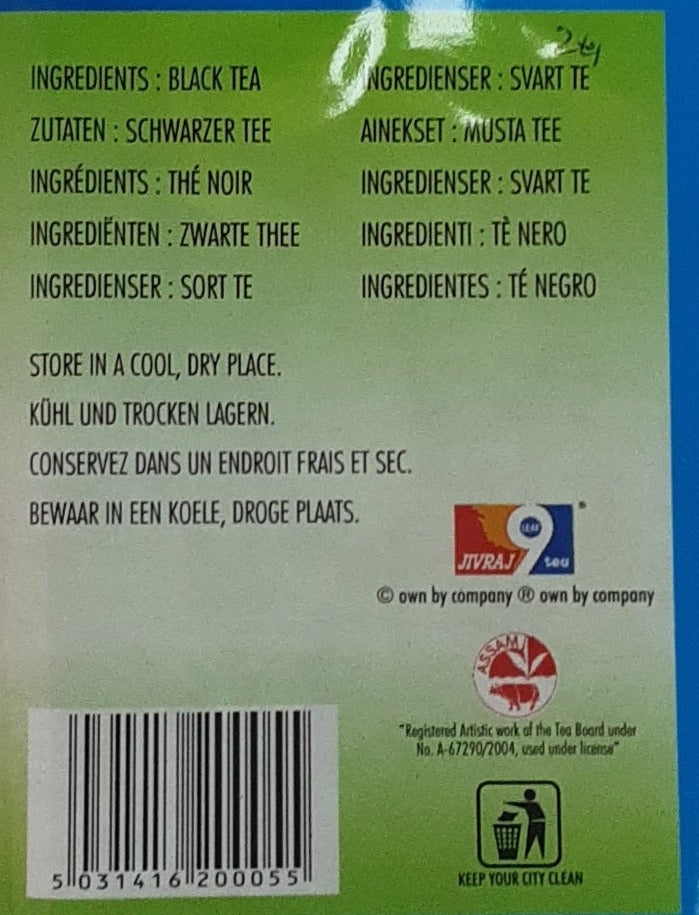 INGREDIENTS : BLACK TEA
ZUTATEN : SCHWARZER TEE
INGRÉDIENTS : THÉ NOIR
INGREDIËNTEN : ZWARTE THEE
INGREDIENSER : SORT TE
INGREDIENSER : SVART TE
AINEKSET : MUSTA TEE
INGREDIENSER : SVART TE
INGREDIENTI : TÈ NERO
INGREDIENTES : TÉ NEGRO
STORE IN A COOL, DRY PLACE.
KÜHL UND TROCKEN LAGERN.
CONSERVEZ DANS UN ENDROIT FRAIS ET SEC.
BEWAAR IN EEN KOELE, DROGE PLAATS.
JIVRAJ 9 LEAF tea ®
© own by company ® own by company
ASSAM
"Registered Artistic work of the Tea Board under
No. A-67290/2004, used under license"
KEEP YOUR CITY CLEAN
5 031416 200055